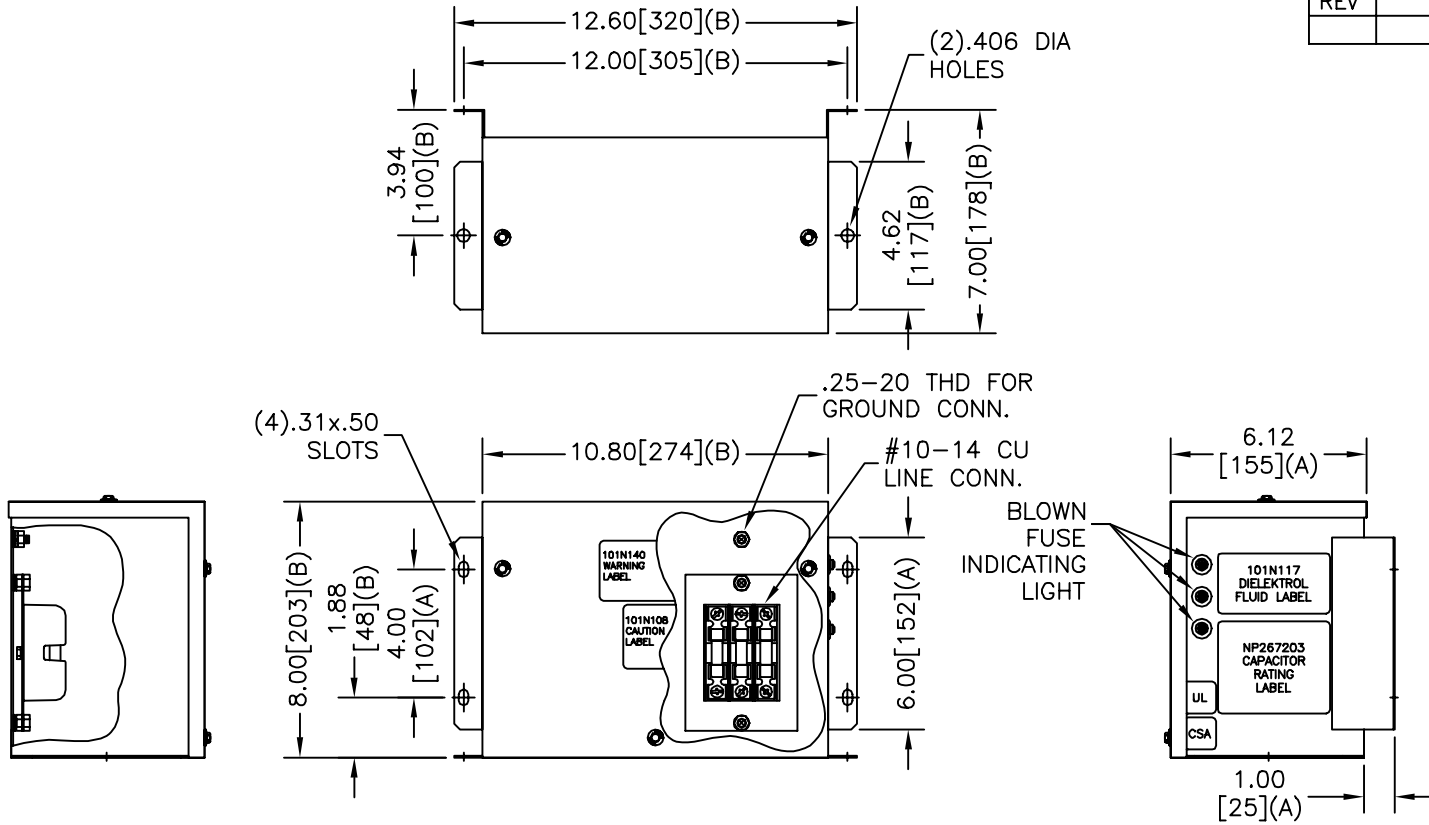 REV
12.60[320](B)
12.00[305](B)
(2).406 DIA
HOLES
3.94
[100](B)
4.62
[117](B)
7.00[178](B)
.25-20 THD FOR
GROUND CONN.
(4).31x.50
SLOTS
10.80[274](B)
#10-14 CU
LINE CONN.
6.12
[155](A)
BLOWN
FUSE
INDICATING
LIGHT
8.00[203](B)
1.88
[48](B)
4.00
[102](A)
101N140
WARNING
LABEL
101N108
CAUTION
LABEL
6.00[152](A)
101N117
DIELEKTROL
FLUID LABEL
NP267203
CAPACITOR
RATING
LABEL
UL
CSA
1.00
[25](A)